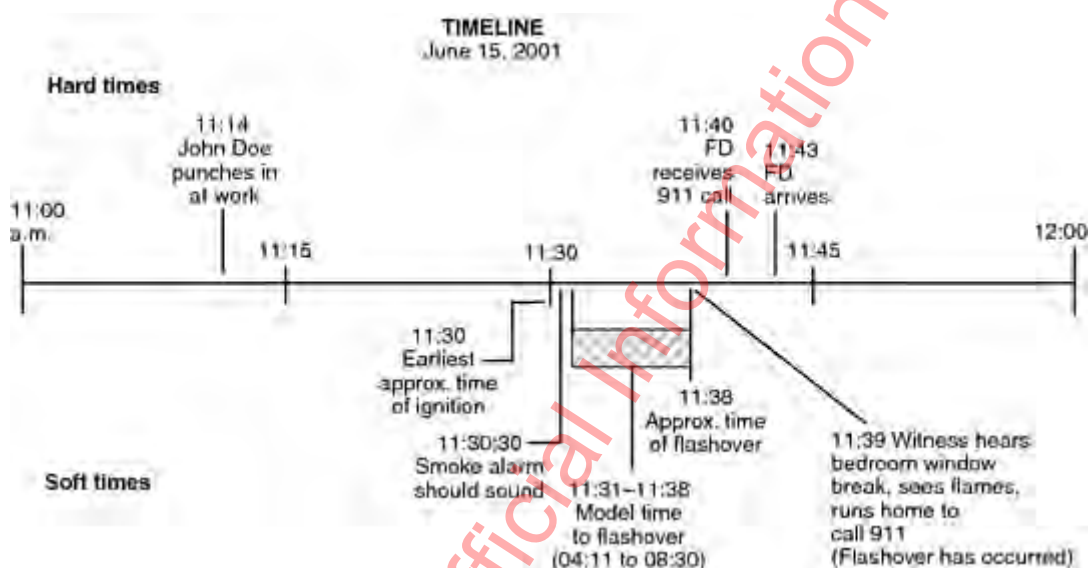 TIMELINE
June 15, 2001
Hard times
11:14
John Doe
punches in
at work
11:40
FD
receives
911 call
11:43
FD
arrives
11:00
a.m.
11:15
11:30
11:45
12:00
11:30
Earliest
approx. time
of ignition
11:30:30
Smoke alarm
should sound
11:31–11:38
Model time
to flashover
(04:11 to 08:30)
11:38
Approx. time
of flashover
11:39 Witness hears
bedroom window
break, sees flames,
runs home to
call 911
(Flashover has occurred)
Soft times
fficial Information